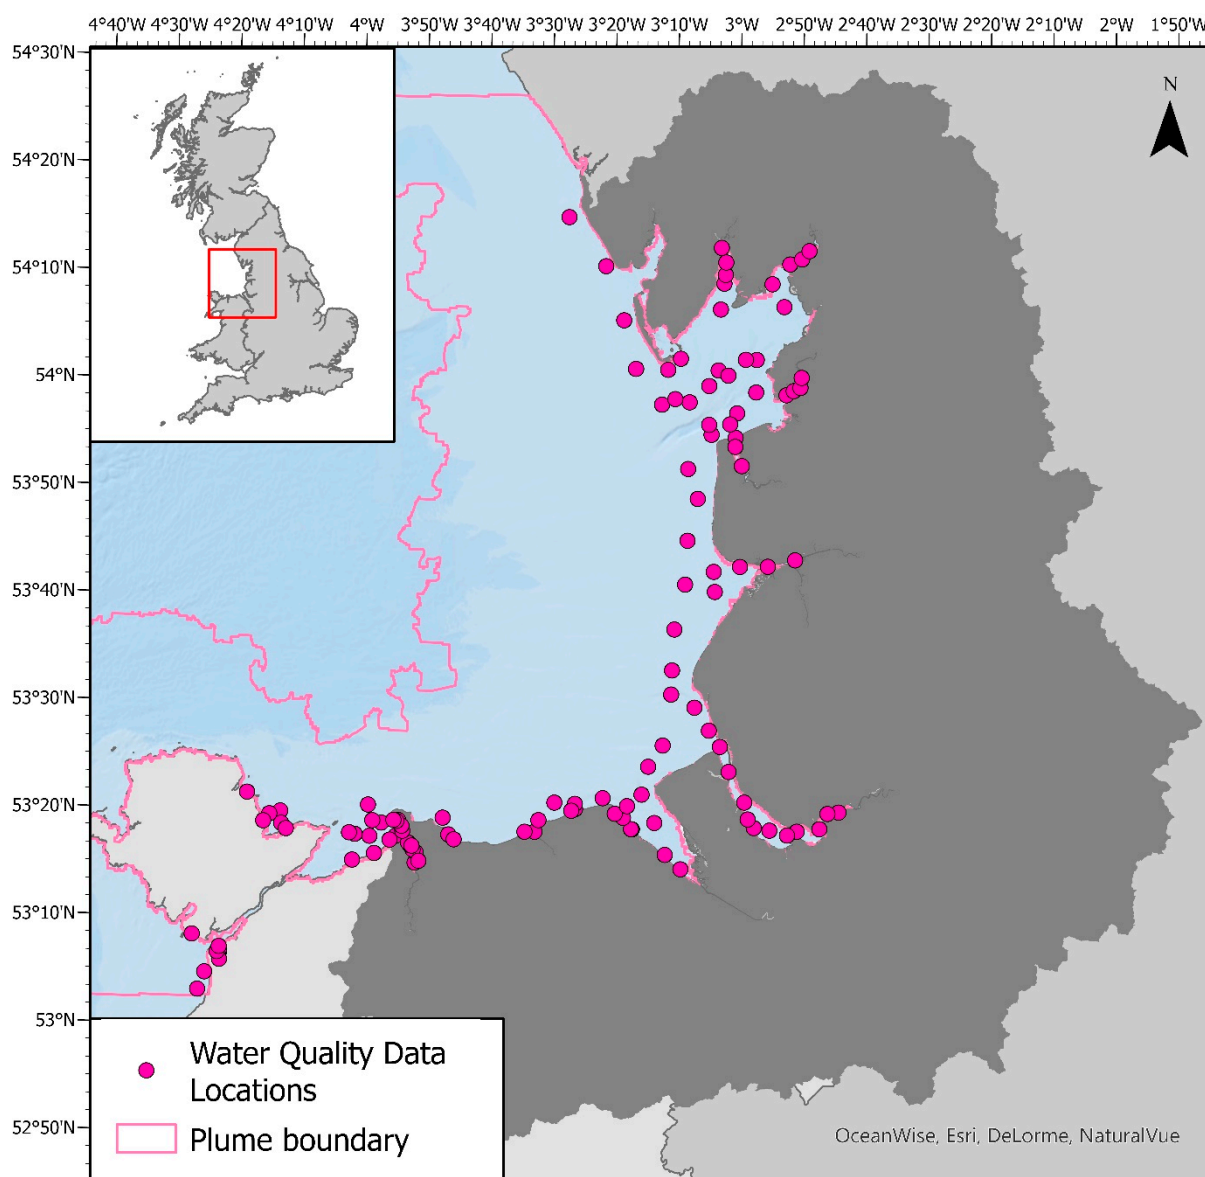 4°40'W 4°30'W 4°20'W 4°10'W 4°W 3°50'W 3°40'W 3°30'W 3°20'W 3°10'W 3°W 2°50'W 2°40'W 2°30'W 2°20'W 2°10'W 2°W 1°50'W
54°30'N
N
54°20'N
54°10'N
54°N
53°50'N
53°40'N
53°30'N
53°20'N
53°10'N
53°N
Water Quality Data
Locations
52°50'N
Plume boundary
OceanWise, Esri, DeLorme, NaturalVue